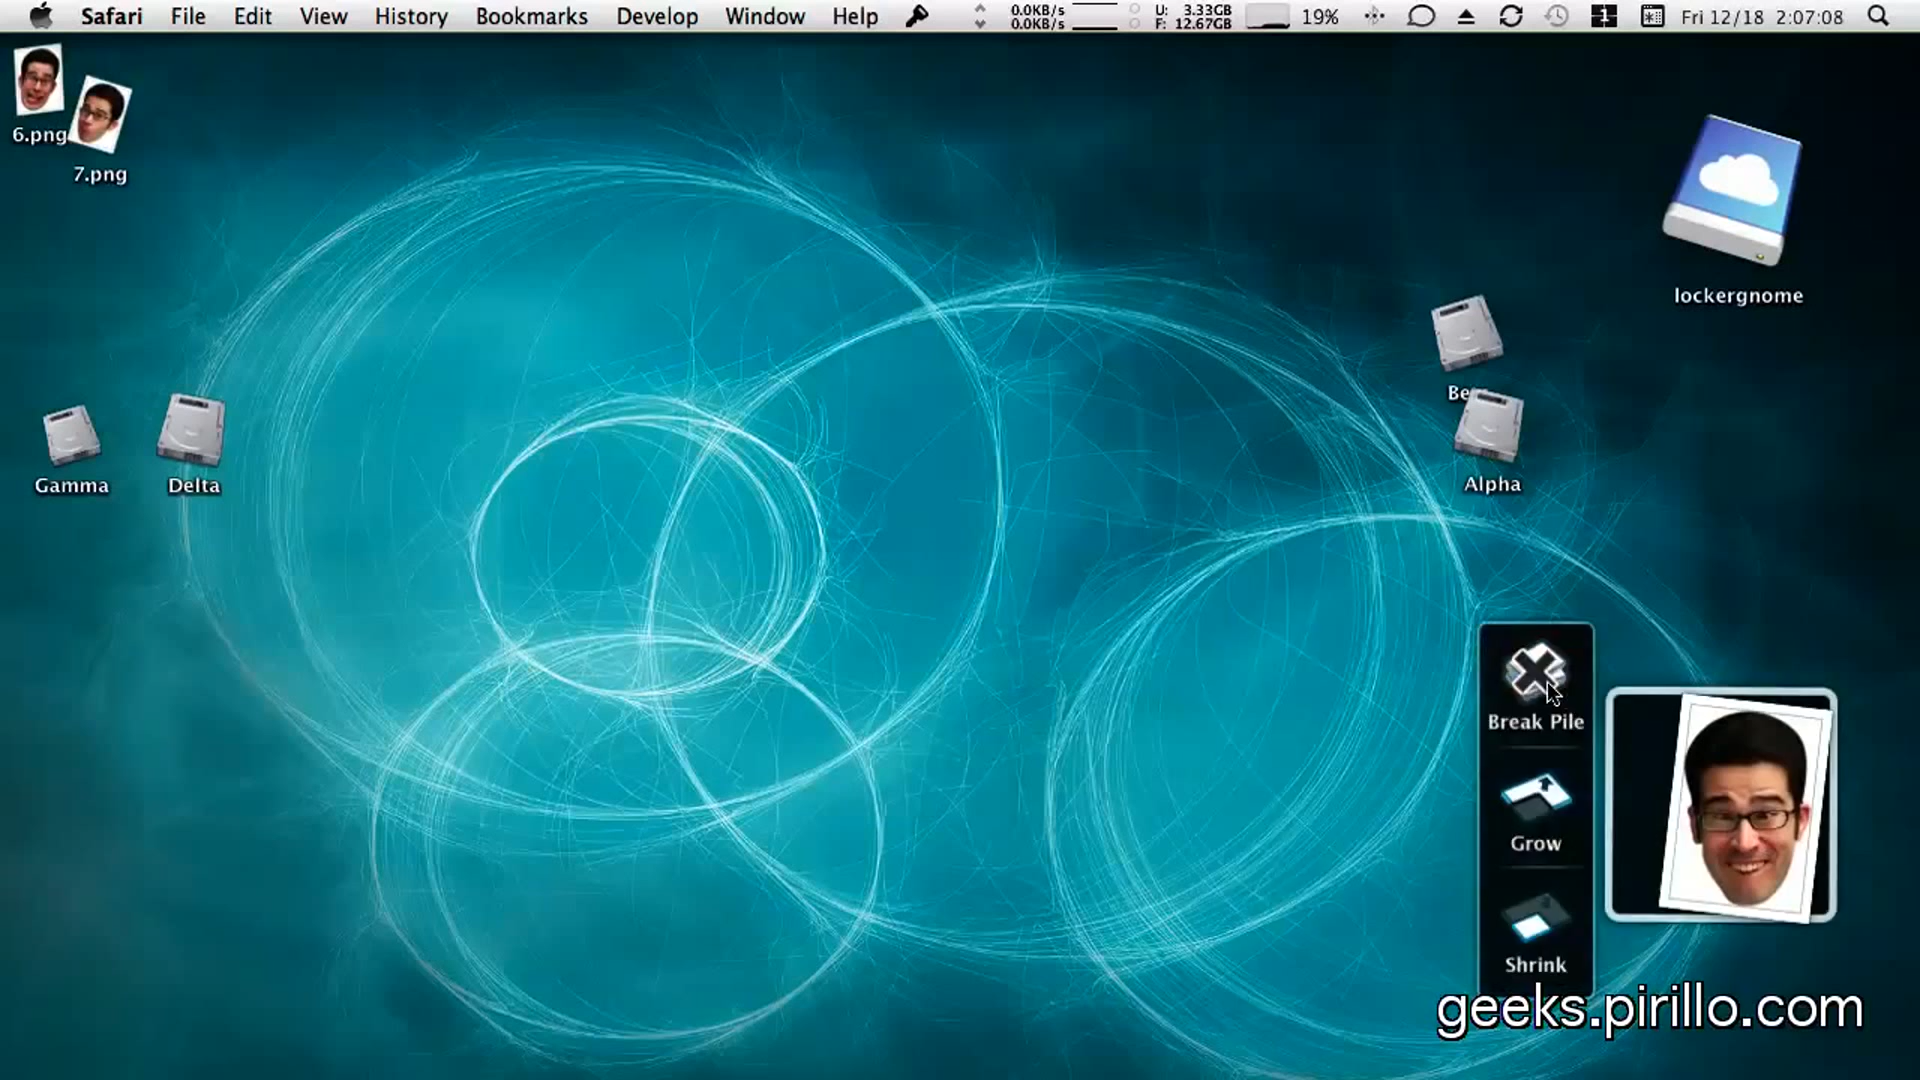 Safari File Edit View History Bookmarks Develop Window Help 0.0KB/s 0.0KB/s U: 3.33GB F: 12.67GB 19% 1 Fri 12/18 2:07:08
6.png
7.png
lockergnome
Be
Gamma
Delta
Alpha
Break Pile
Grow
Shrink
geeks.pirillo.com